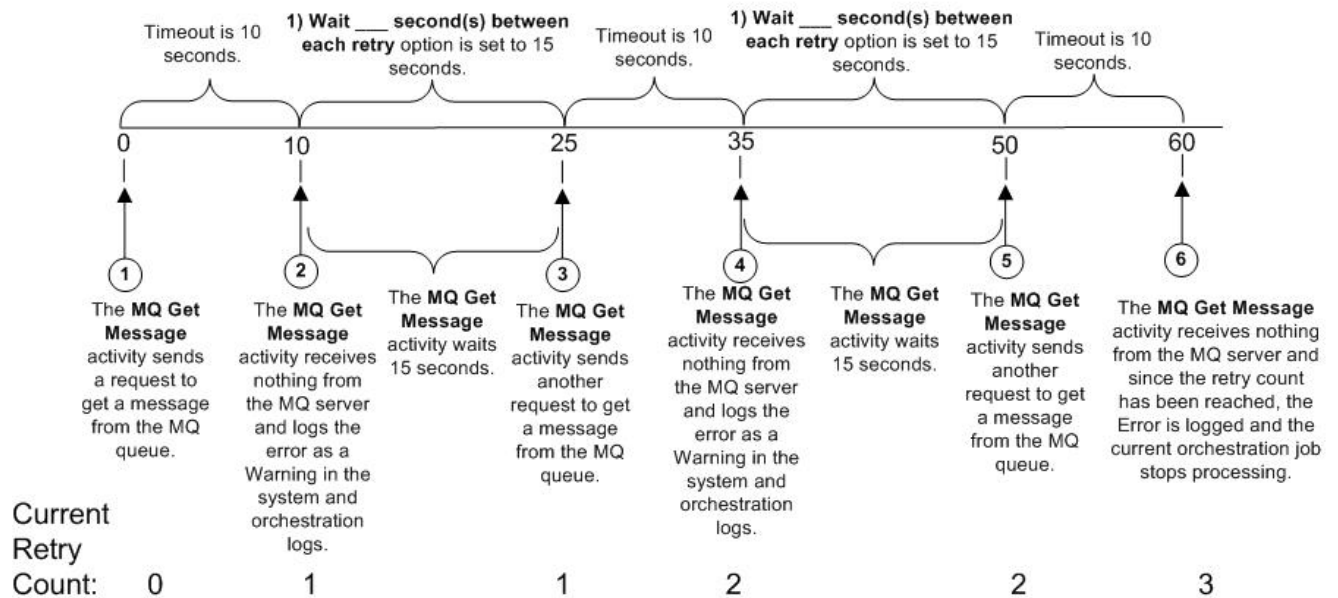 Timeout is 10
seconds.
1) Wait ___ second(s) between
each retry option is set to 15
seconds.
Timeout is 10
seconds.
1) Wait ___ second(s) between
each retry option is set to 15
seconds.
Timeout is 10
seconds.
0
10
25
35
50
60
1
The MQ Get
Message
activity sends
a request to
get a message
from the MQ
queue.
2
The MQ Get
Message
activity receives
nothing from
the MQ server
and logs the
error as a
Warning in the
system and
orchestration
logs.
The MQ Get
Message
activity waits
15 seconds.
3
The MQ Get
Message
activity sends
another
request to get
a message
from the MQ
queue.
4
The MQ Get
Message
activity receives
nothing from
the MQ server
and logs the
error as a
Warning in the
system and
orchestration
logs.
The MQ Get
Message
activity waits
15 seconds.
5
The MQ Get
Message
activity sends
another
request to get
a message
from the MQ
queue.
6
The MQ Get Message
activity receives nothing
from the MQ server and
since the retry count
has been reached, the
Error is logged and the
current orchestration job
stops processing.
Current
Retry
Count: 0 1 1 2 2 3